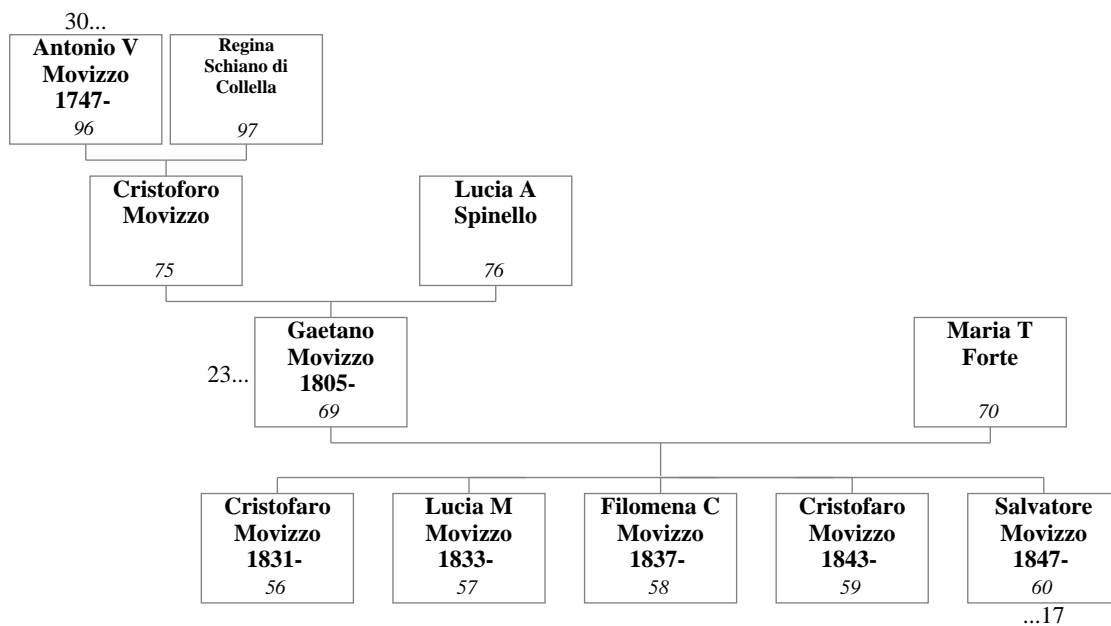 30...
Antonio V
Movizzo
1747-
96
Regina
Schiano di
Collella
97
Cristoforo
Movizzo
75
Lucia A
Spinello
76
23...
Gaetano
Movizzo
1805-
69
Maria T
Forte
70
Cristofaro
Movizzo
1831-
56
Lucia M
Movizzo
1833-
57
Filomena C
Movizzo
1837-
58
Cristofaro
Movizzo
1843-
59
Salvatore
Movizzo
1847-
60
...17